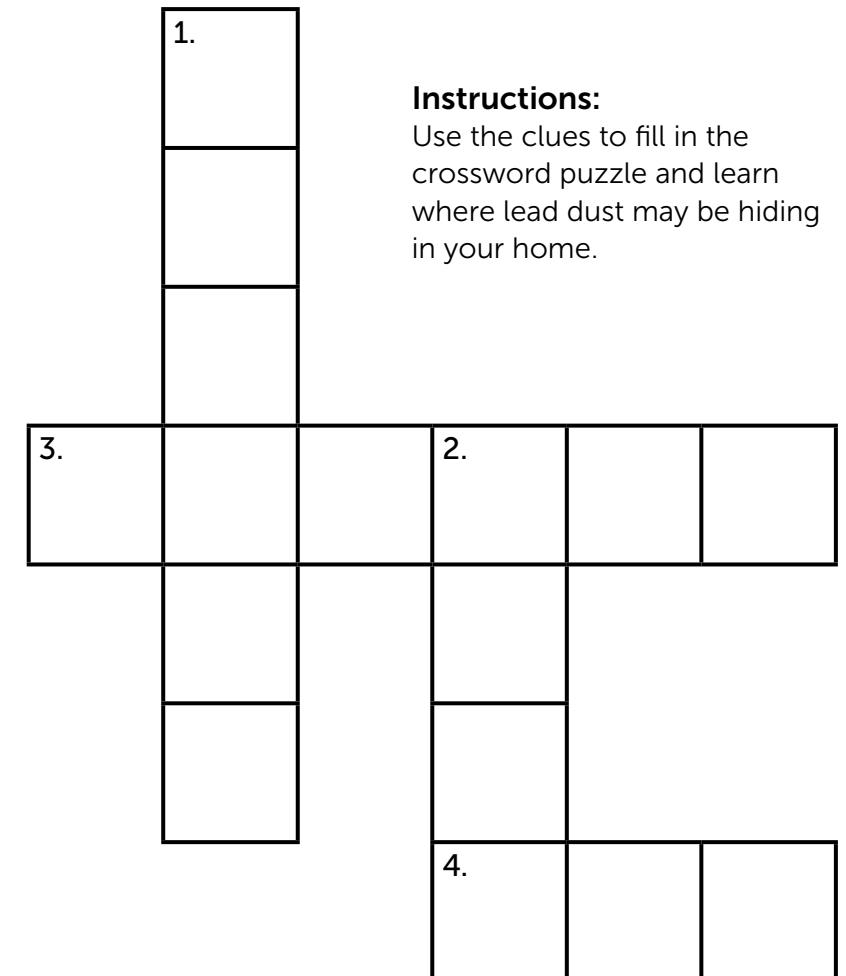 1.
Instructions:
Use the clues to fill in the
crossword puzzle and learn
where lead dust may be hiding
in your home.
3.
2.
4.